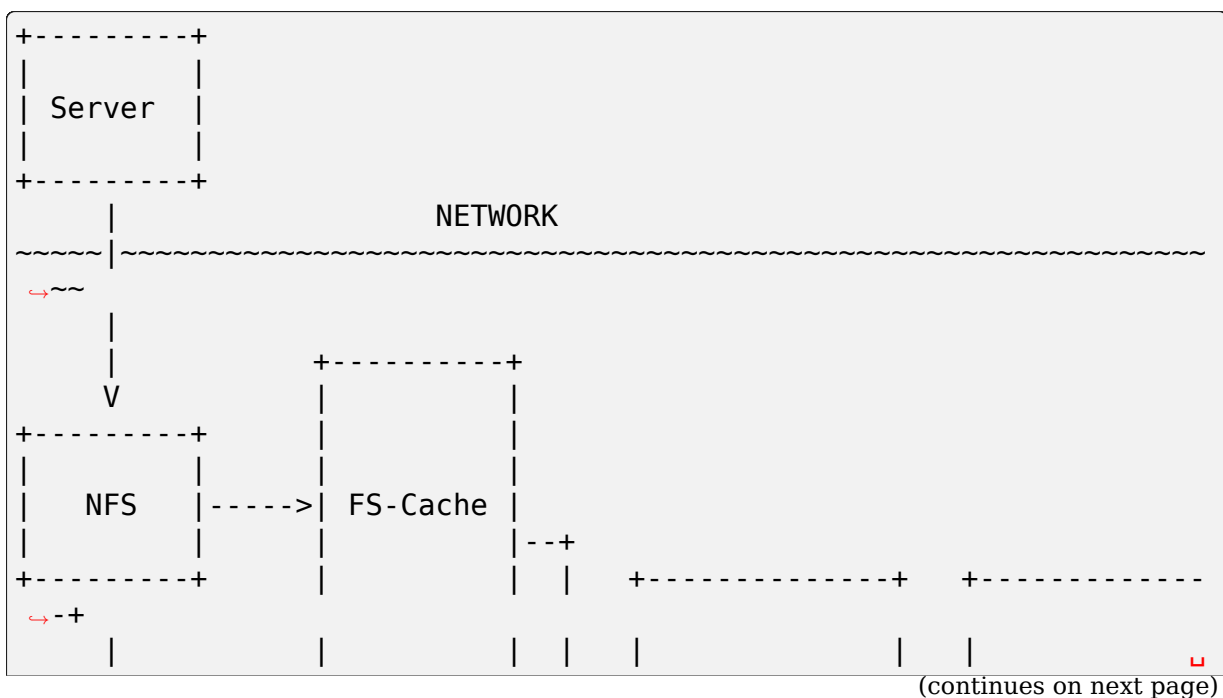 +---------+
|         |
| Server  |
|         |
+---------+
     |                  NETWORK
~~~~~|~~~~~~~~~~~~~~~~~~~~~~~~~~~~~~~~~~~~~~~~~~~~~~~~~~~~~~~~~~~~~~
↪~~
     |
     |           +-----------+
     V           |           |
+---------+      |           |
|         |      |           |
|   NFS   |----->| FS-Cache  |
|         |      |           |--+
+---------+      |           |  |   +--------------+   +-------------
↪-+
     |           |           |  |   |              |   |            ␣
(continues on next page)